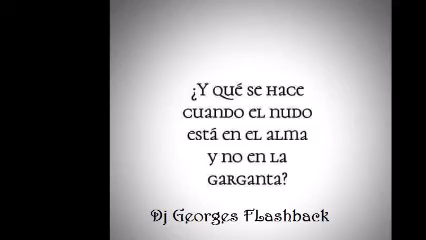 ¿Y qué se hace
cuando el nudo
está en el alma
y no en la
garganta?
Dj Georges FLashback